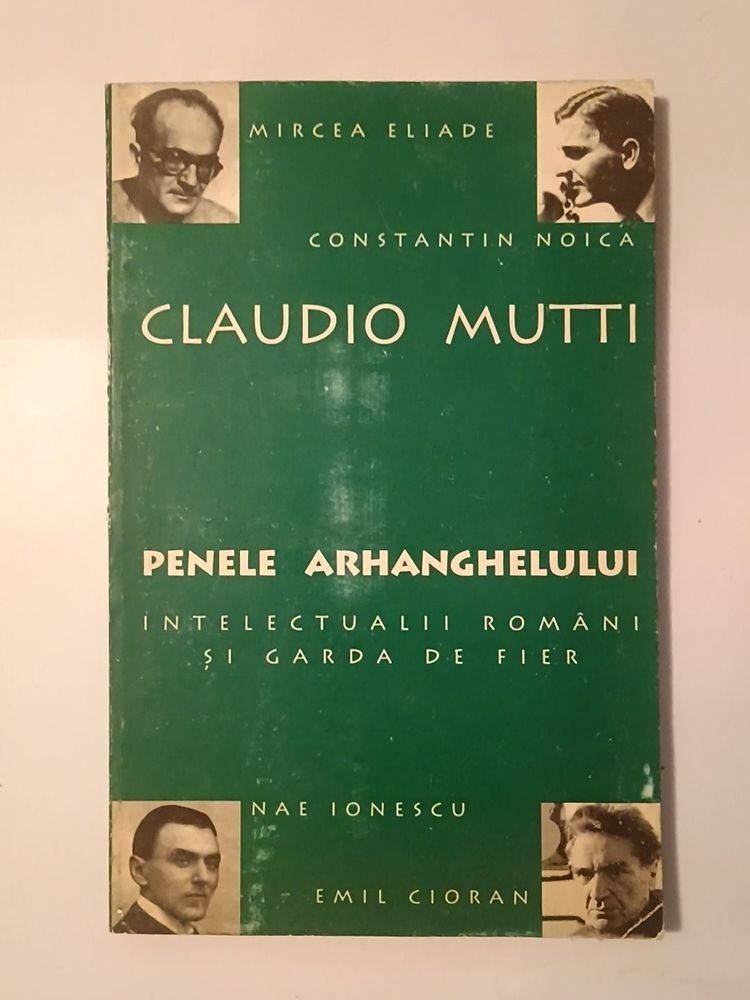 MIRCEA ELIADE
CONSTANTIN NOICA
CLAUDIO MUTTI
PENELE ARHANGHELULUI
INTELECTUALII ROMÂNI
ȘI GARDA DE FIER
NAE IONESCU
EMIL CIORAN